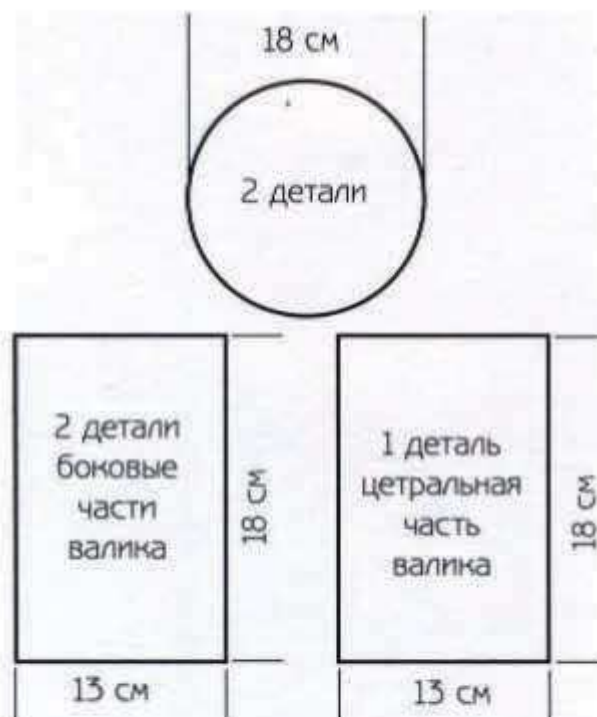 18 см
2 детали
2 детали
боковые
части
валика
18 см
13 см
1 деталь
цетральная
часть
валика
18 см
13 см